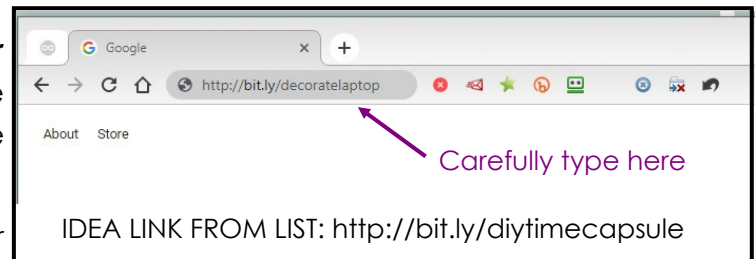 Google
http://bit.ly/decoratelaptop
About Store
Carefully type here
IDEA LINK FROM LIST: http://bit.ly/diytimecapsule